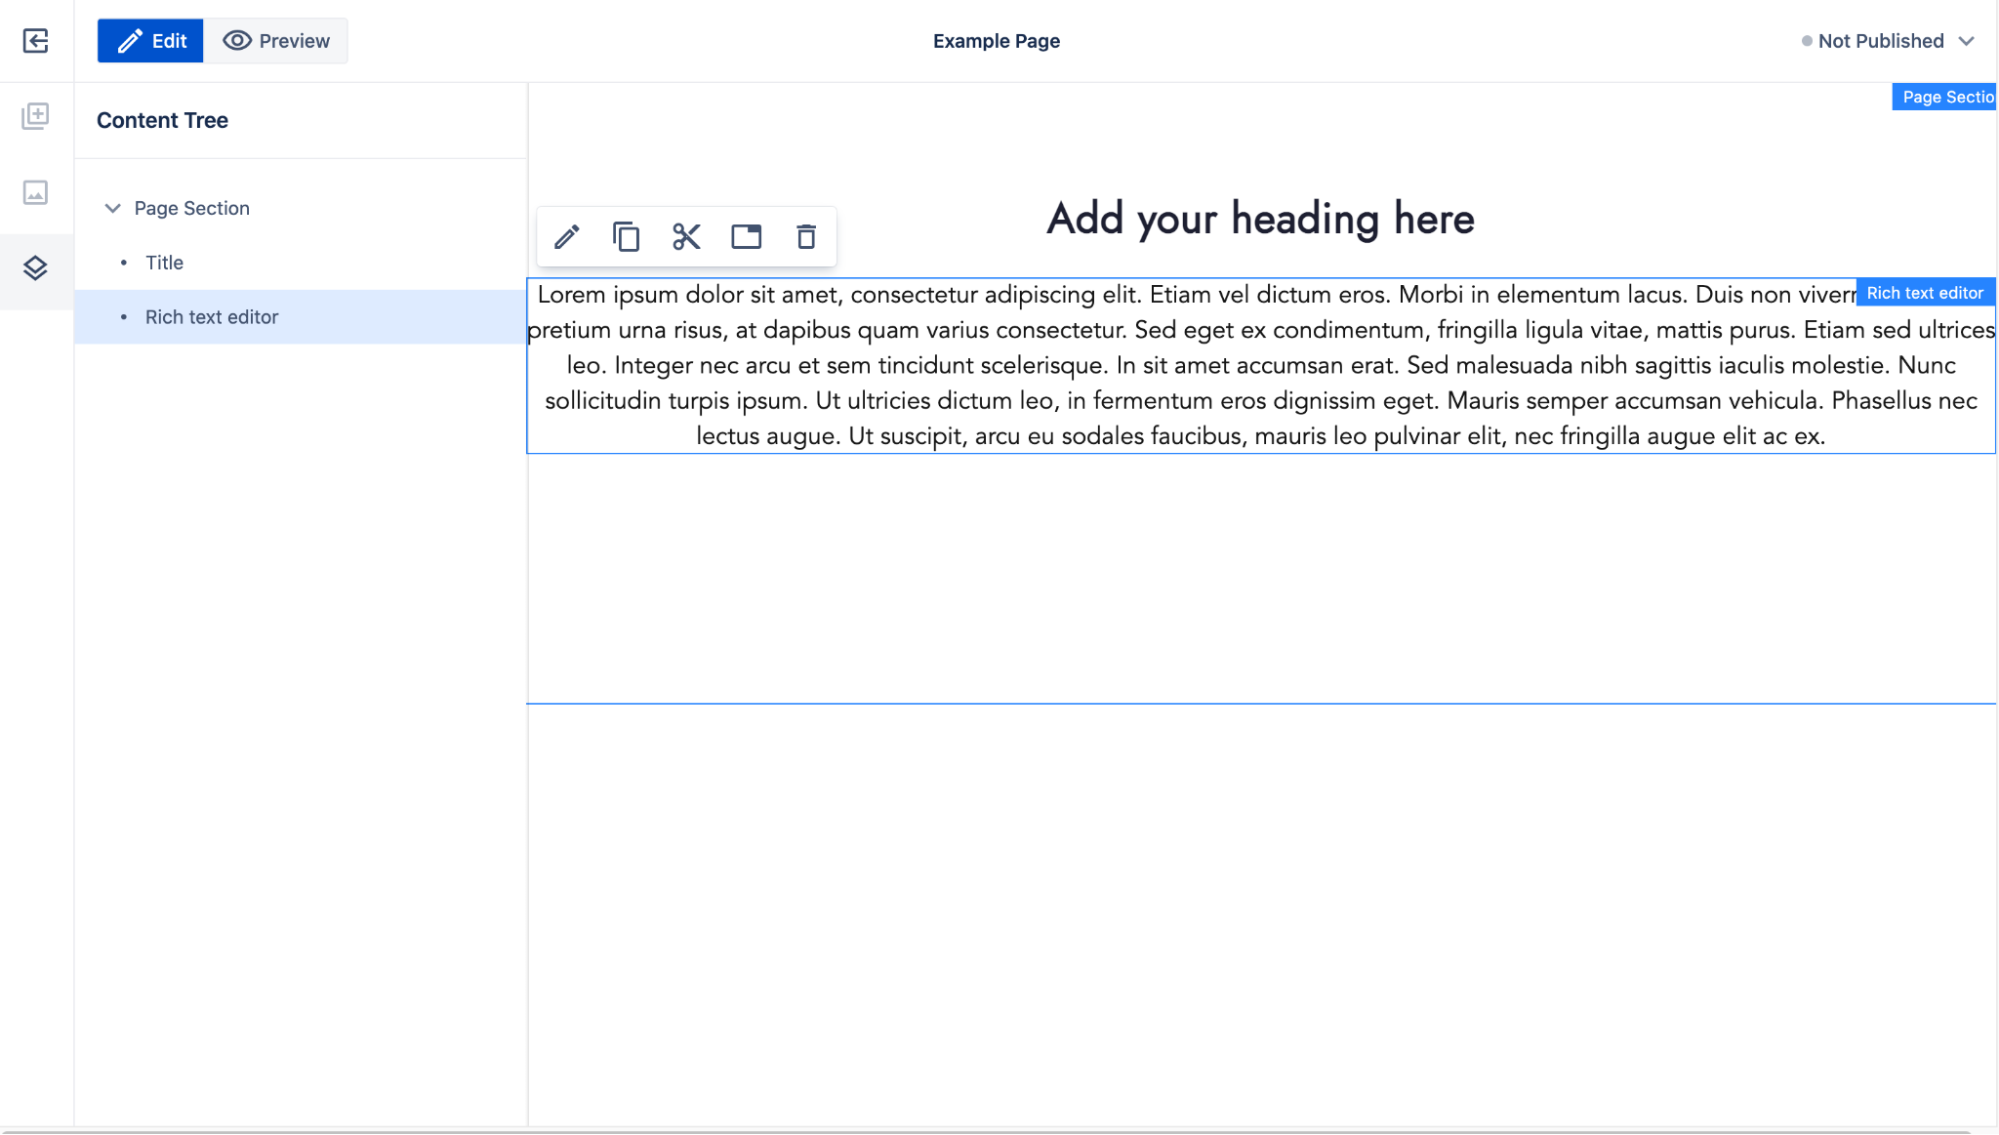 Edit
Preview
Example Page
Not Published
Content Tree
Page Section
Title
Rich text editor
Page Sectio
Add your heading here
Lorem ipsum dolor sit amet, consectetur adipiscing elit. Etiam vel dictum eros. Morbi in elementum lacus. Duis non viverr
Rich text editor
pretium urna risus, at dapibus quam varius consectetur. Sed eget ex condimentum, fringilla ligula vitae, mattis purus. Etiam sed ultrices
leo. Integer nec arcu et sem tincidunt scelerisque. In sit amet accumsan erat. Sed malesuada nibh sagittis iaculis molestie. Nunc
sollicitudin turpis ipsum. Ut ultricies dictum leo, in fermentum eros dignissim eget. Mauris semper accumsan vehicula. Phasellus nec
lectus augue. Ut suscipit, arcu eu sodales faucibus, mauris leo pulvinar elit, nec fringilla augue elit ac ex.